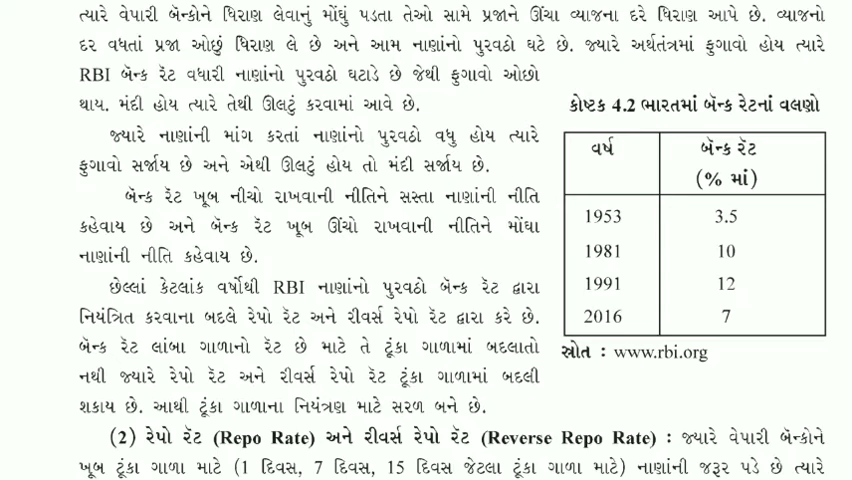 ત્યારે વેપારી બૅન્કોને ધિરાણ લેવાનું મોંઘું પડતા તેઓ સામે પ્રજાને ઊંચા વ્યાજના દરે ધિરાણ આપે છે. વ્યાજનો
દર વધતાં પ્રજા ઓછું ધિરાણ લે છે અને આમ નાણાંનો પુરવઠો ઘટે છે. જ્યારે અર્થતંત્રમાં ફુગાવો હોય ત્યારે
RBI બૅન્ક રૅટ વધારી નાણાંનો પુરવઠો ઘટાડે છે જેથી ફુગાવો ઓછો
થાય. મંદી હોય ત્યારે તેથી ઊલટું કરવામાં આવે છે.
જ્યારે નાણાંની માંગ કરતાં નાણાંનો પુરવઠો વધુ હોય ત્યારે
ફુગાવો સર્જાય છે અને એથી ઊલટું હોય તો મંદી સર્જાય છે.
બૅન્ક રૅટ ખૂબ નીચો રાખવાની નીતિને સસ્તા નાણાંની નીતિ
કહેવાય છે અને બૅન્ક રૅટ ખૂબ ઊંચો રાખવાની નીતિને મોંઘા
નાણાંની નીતિ કહેવાય છે.
છેલ્લાં કેટલાંક વર્ષોથી RBI નાણાંનો પુરવઠો બૅન્ક રૅટ દ્વારા
નિયંત્રિત કરવાના બદલે રેપો રૅટ અને રીવર્સ રેપો રૅટ દ્વારા કરે છે.
બૅન્ક રૅટ લાંબા ગાળાનો રૅટ છે માટે તે ટૂંકા ગાળામાં બદલાતો
નથી જ્યારે રેપો રૅટ અને રીવર્સ રેપો રૅટ ટૂંકા ગાળામાં બદલી
શકાય છે. આથી ટૂંકા ગાળાના નિયંત્રણ માટે સરળ બને છે.
કોષ્ટક 4.2 ભારતમાં બૅન્ક રેટનાં વલણો
વર્ષ બૅન્ક રૅટ
(% માં)
1953 3.5
1981 10
1991 12
2016 7
સ્રોત : www.rbi.org
(2) રેપો રૅટ (Repo Rate) અને રીવર્સ રેપો રૅટ (Reverse Repo Rate) : જ્યારે વેપારી બૅન્કોને
ખૂબ ટૂંકા ગાળા માટે (1 દિવસ, 7 દિવસ, 15 દિવસ જેટલા ટૂંકા ગાળા માટે) નાણાંની જરૂર પડે છે ત્યારે